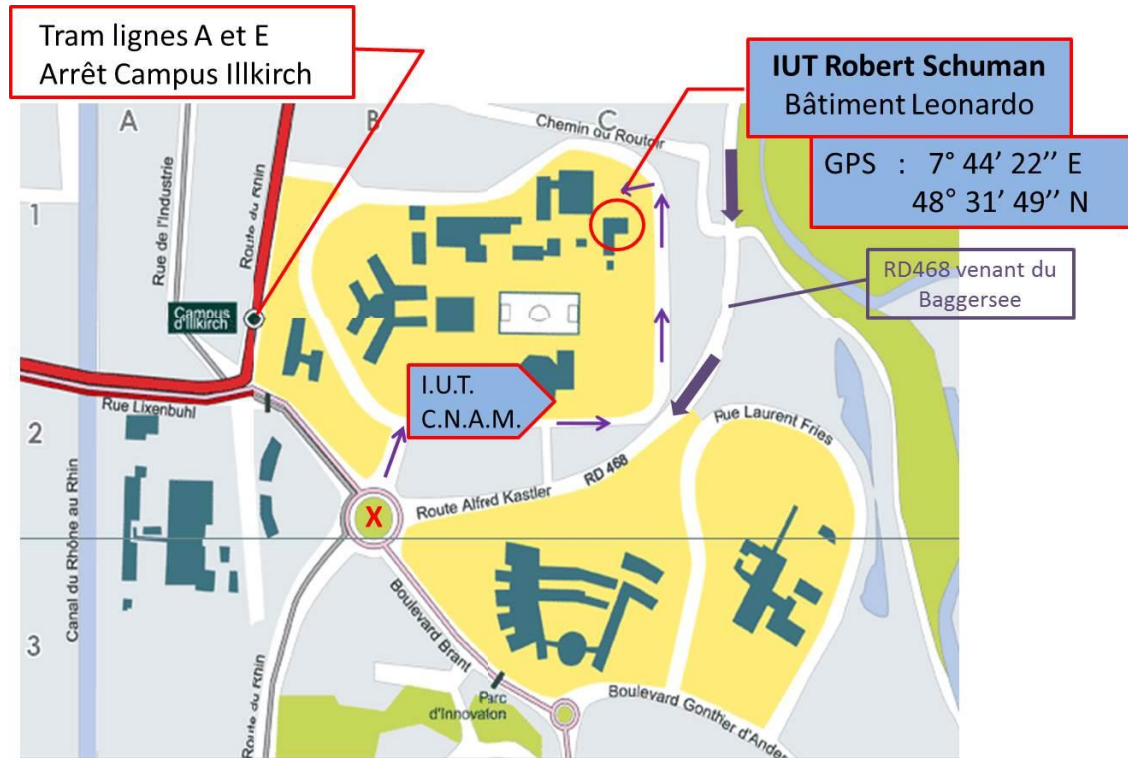 Tram lignes A et E
Arrêt Campus Illkirch
IUT Robert Schuman
Bâtiment Leonardo
GPS : 7° 44' 22'' E
48° 31' 49'' N
A
B
C
Chemin du Routoir
1
Rue de l'Industrie
Route du Rhin
RD468 venant du
Baggersee
Campus
d'Illkirch
I.U.T.
C.N.A.M.
Rue Lixenbuhl
Rue Laurent Fries
2
RD 468
Route Alfred Kastler
X
Canal du Rhône au Rhin
Boulevard Brant
3
Route du Rhin
Parc
d'Innovation
Boulevard Gonthier d'Ander